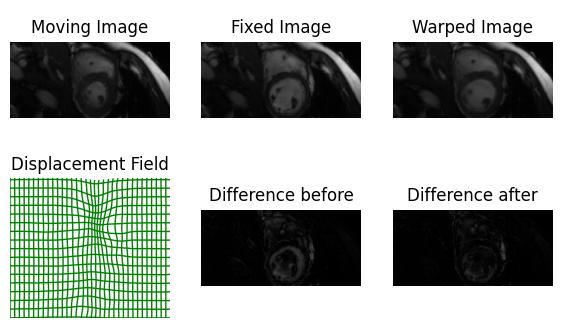 Moving Image
Fixed Image
Warped Image
Displacement Field
Difference before
Difference after